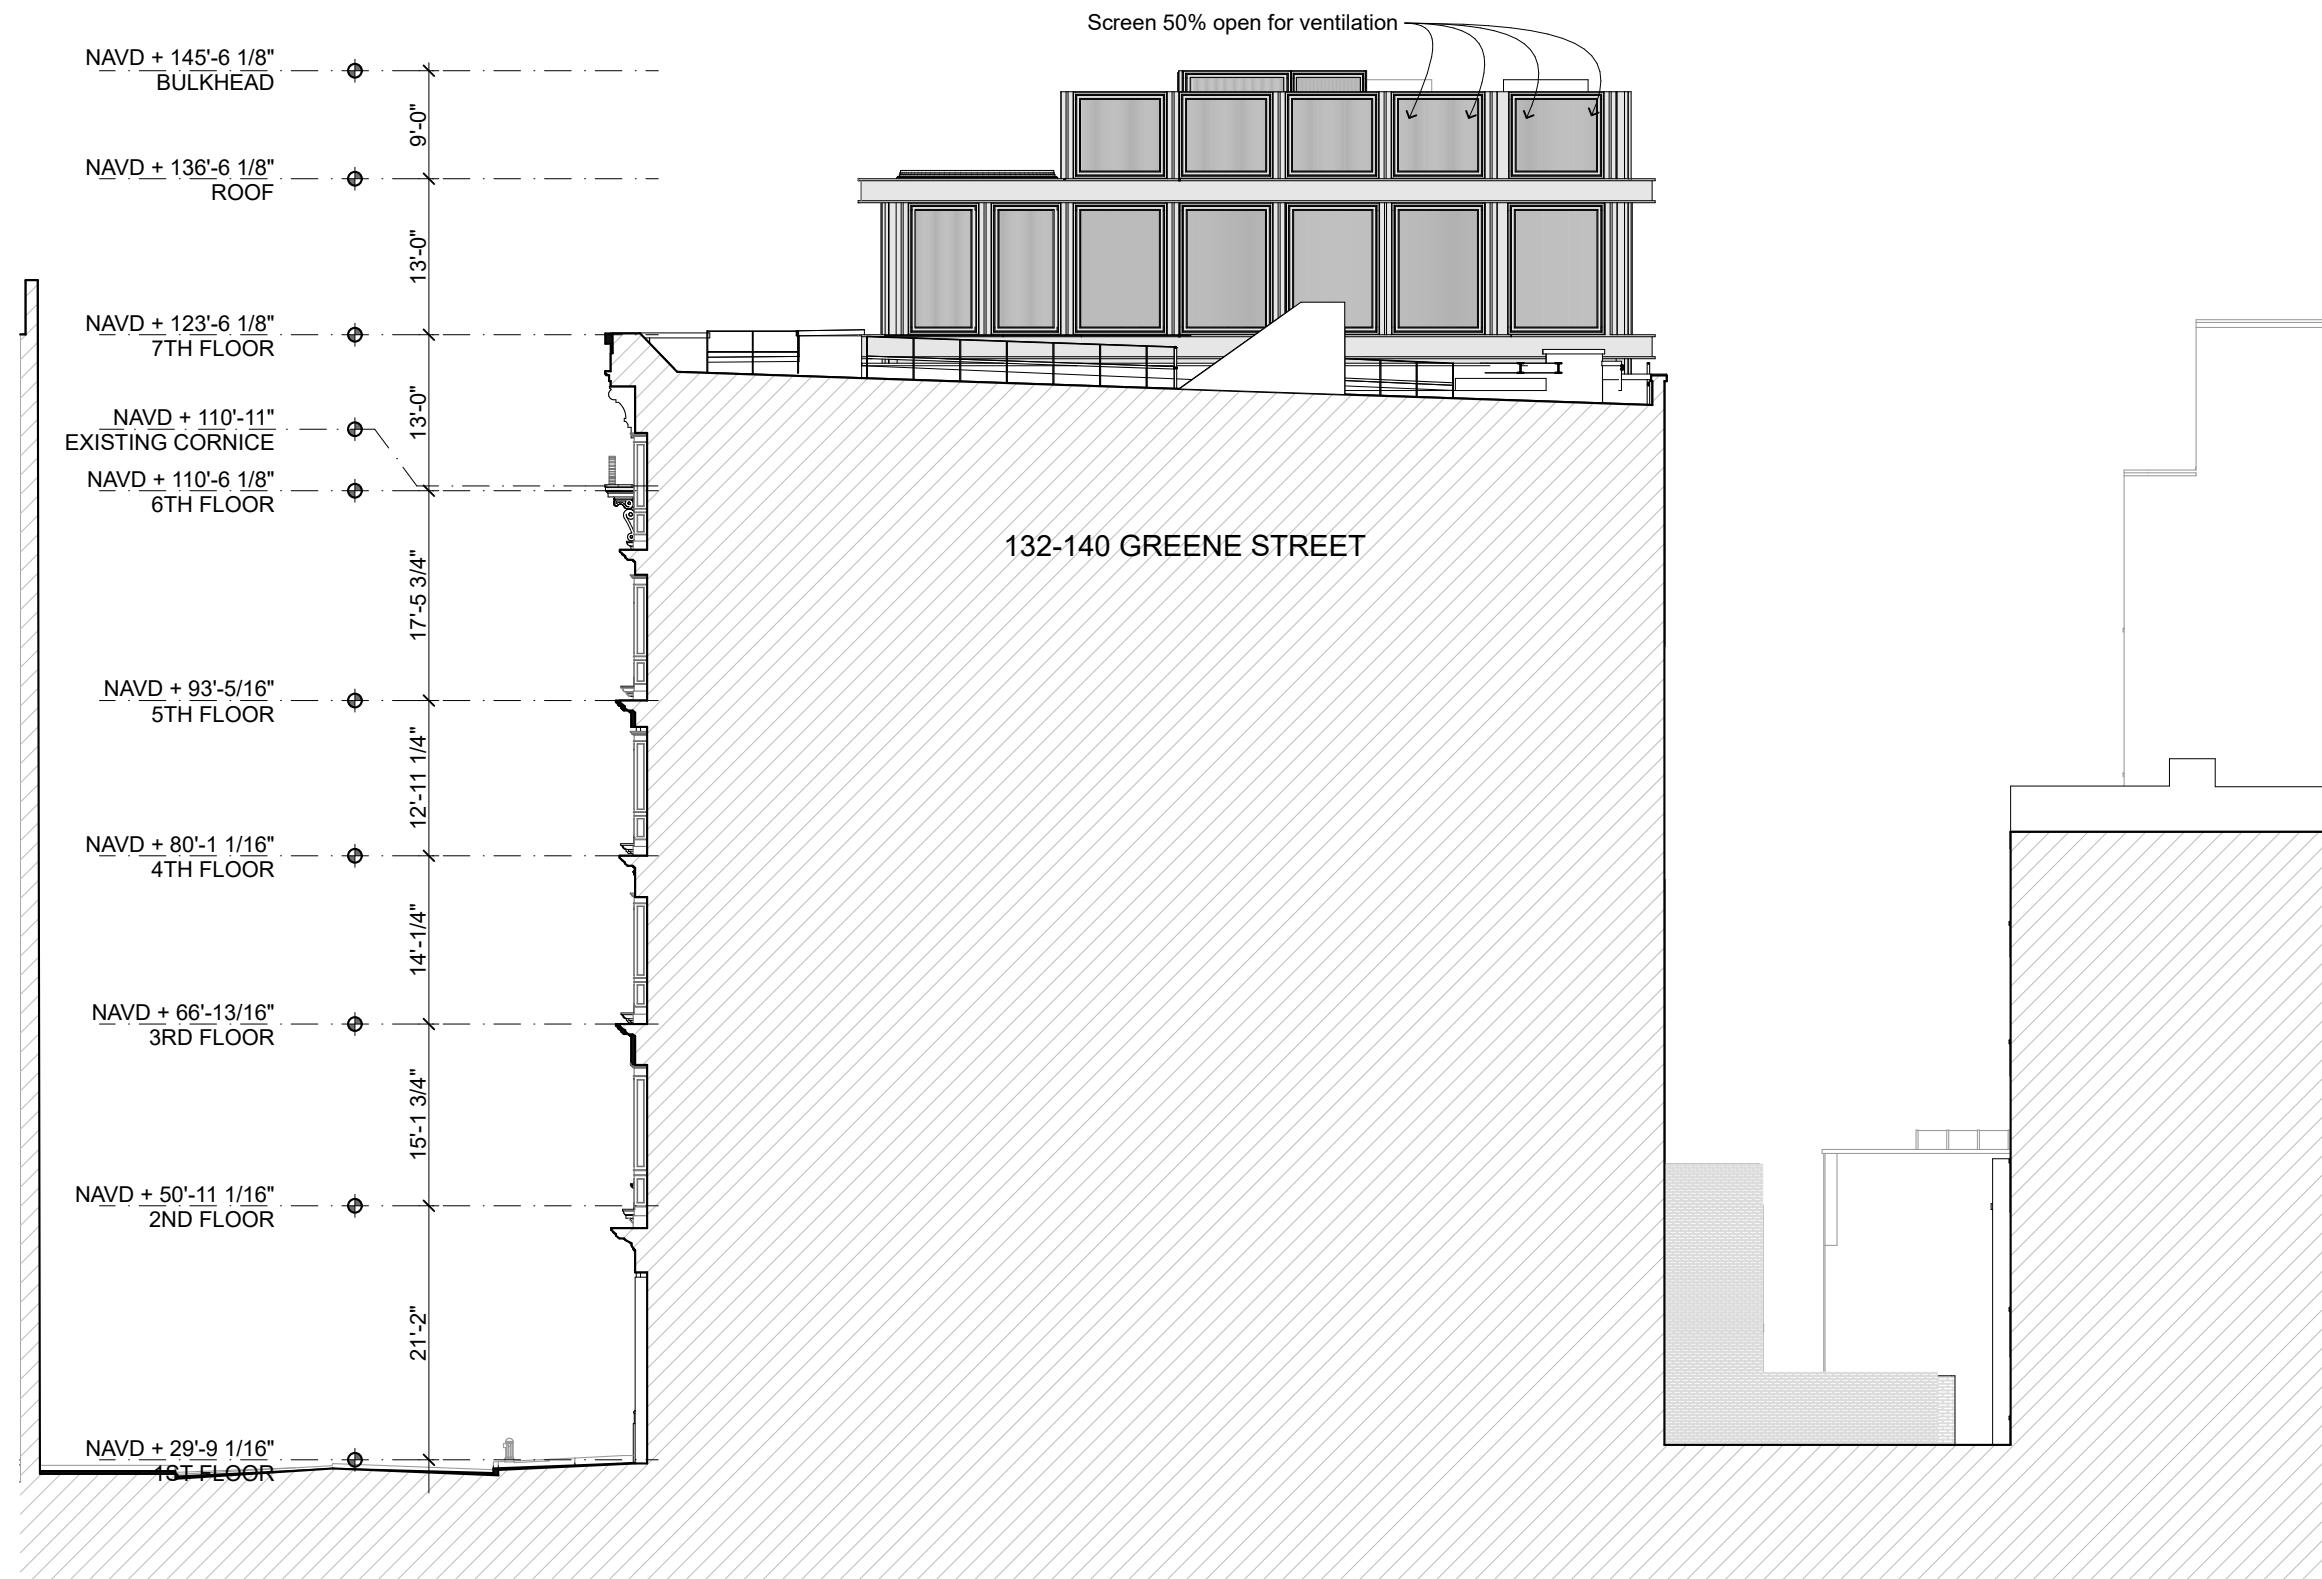 Screen 50% open for ventilation
NAVD + 145'-6 1/8"
BULKHEAD
9'-0"
NAVD + 136'-6 1/8"
ROOF
13'-0"
NAVD + 123'-6 1/8"
7TH FLOOR
13'-0"
NAVD + 110'-11"
EXISTING CORNICE
NAVD + 110'-6 1/8"
6TH FLOOR
132-140 GREENE STREET
17'-5 3/4"
NAVD + 93'-5/16"
5TH FLOOR
12'-11 1/4"
NAVD + 80'-1 1/16"
4TH FLOOR
14'-1/4"
NAVD + 66'-13/16"
3RD FLOOR
15'-1 3/4"
NAVD + 50'-11 1/16"
2ND FLOOR
21'-2"
NAVD + 29'-9 1/16"
1ST FLOOR